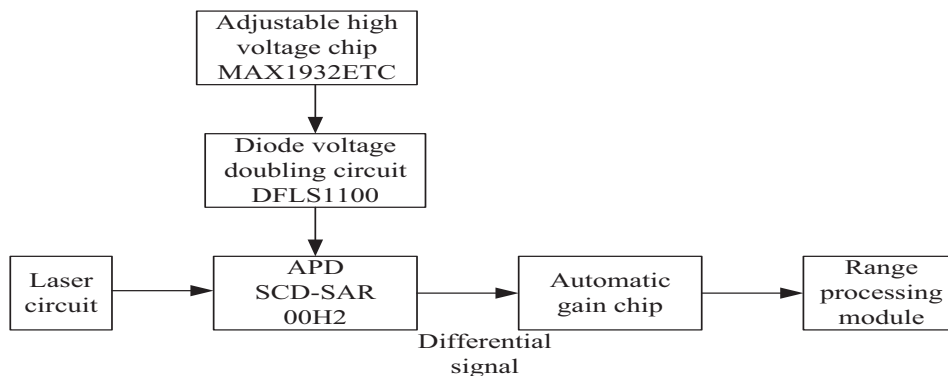 Adjustable high
voltage chip
MAX1932ETC
Diode voltage
doubling circuit
DFLS1100
Laser
circuit
APD
SCD-SAR
00H2
Differential
signal
Automatic
gain chip
Range
processing
module